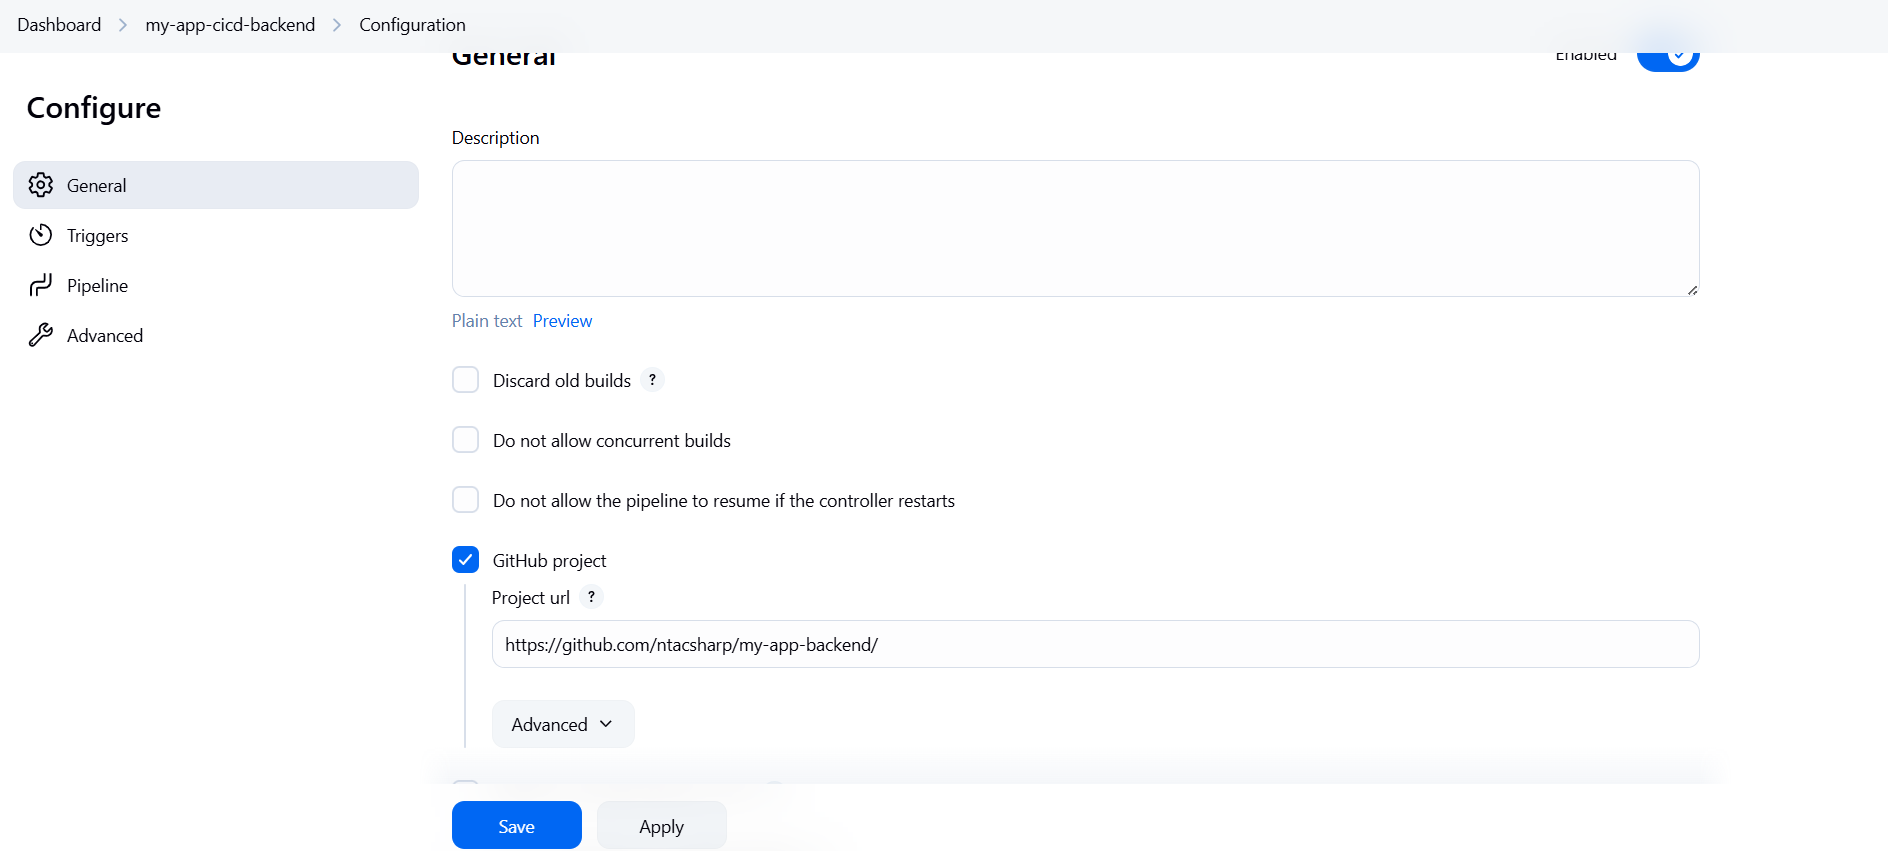 Dashboard > my-app-cicd-backend > Configuration
General
Enabled
Configure
General
Triggers
Pipeline
Advanced
Description
Plain text Preview
Discard old builds ?
Do not allow concurrent builds
Do not allow the pipeline to resume if the controller restarts
GitHub project
Project url ?
https://github.com/ntacsharp/my-app-backend/
Advanced
Save
Apply